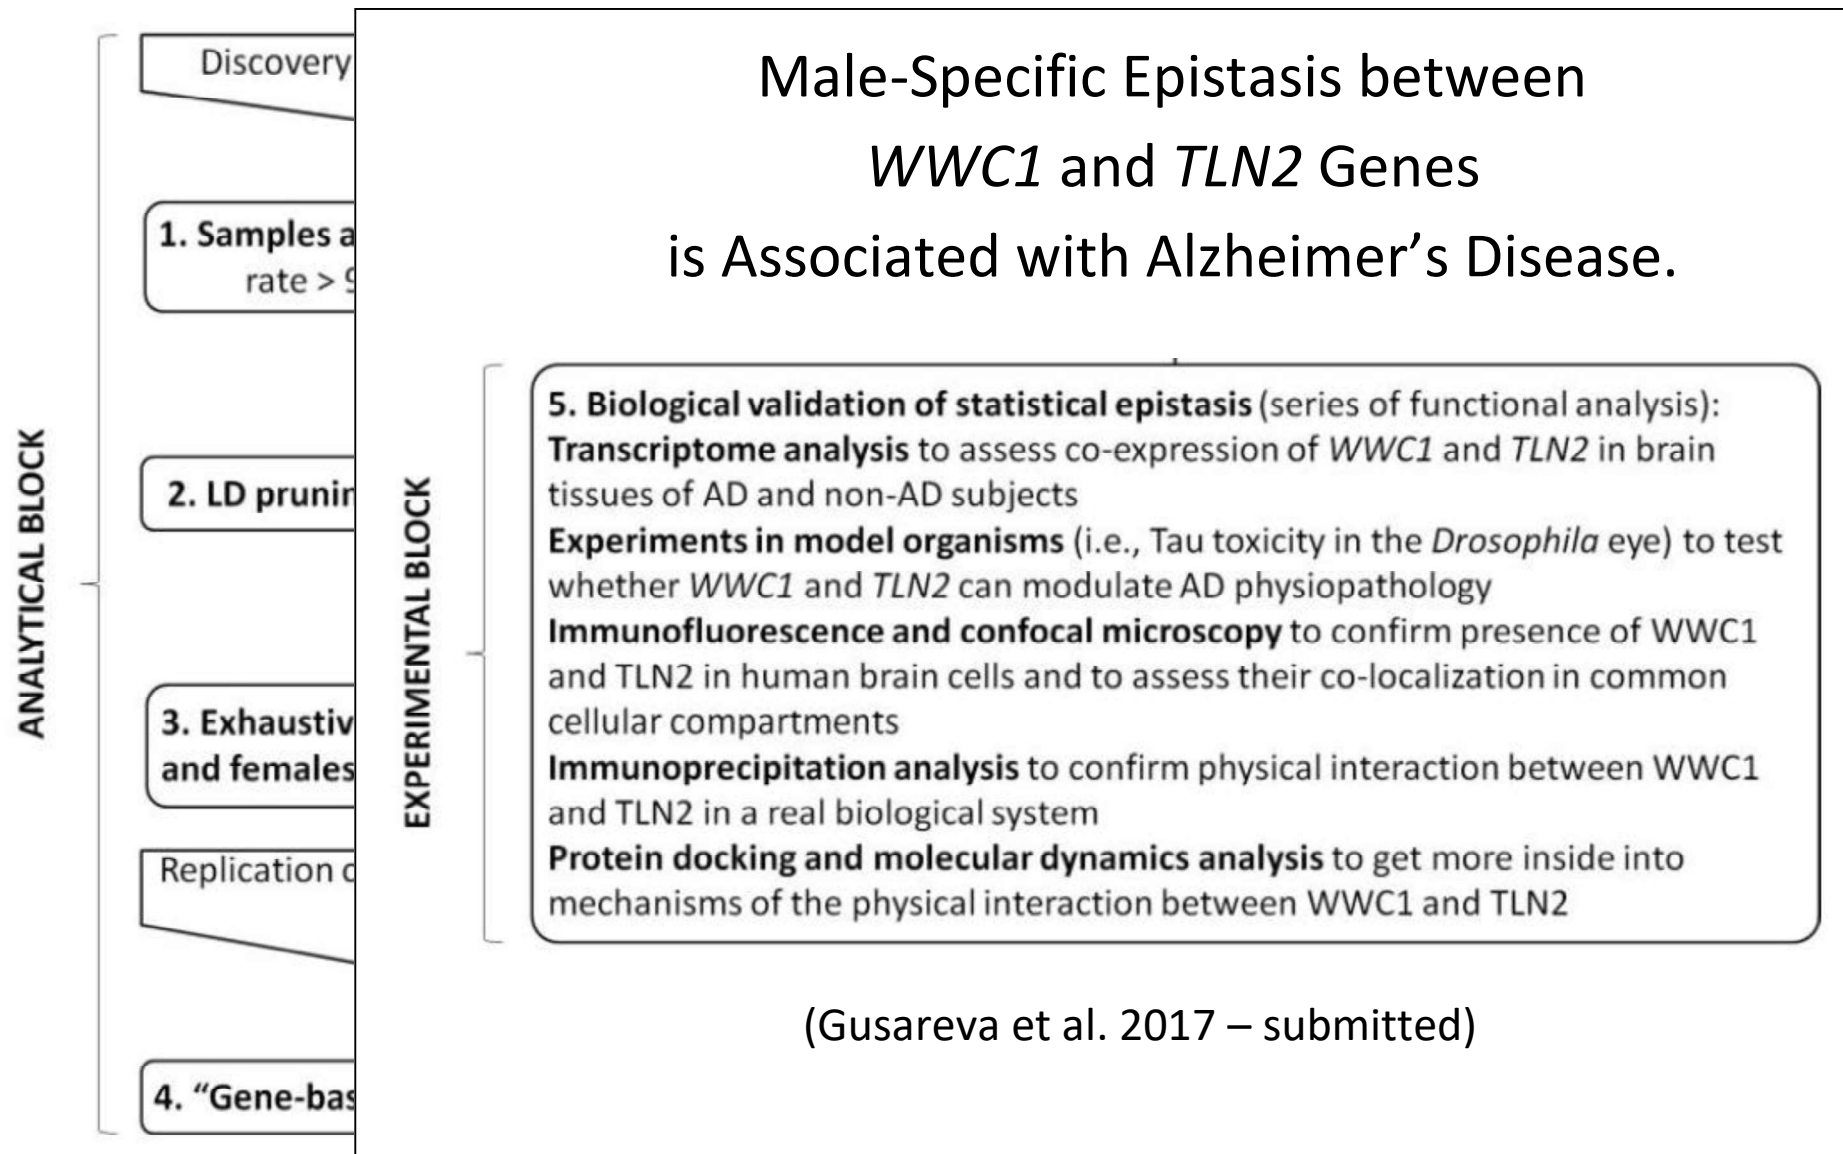 ANALYTICAL BLOCK
Discovery
1. Samples a
rate >
2. LD prunin
3. Exhaustiv
and females
Replication
4. “Gene-bas
Male-Specific Epistasis between
WWC1 and TLN2 Genes
is Associated with Alzheimer’s Disease.
EXPERIMENTAL BLOCK
5. Biological validation of statistical epistasis (series of functional analysis):
Transcriptome analysis to assess co-expression of WWC1 and TLN2 in brain
tissues of AD and non-AD subjects
Experiments in model organisms (i.e., Tau toxicity in the Drosophila eye) to test
whether WWC1 and TLN2 can modulate AD physiopathology
Immunofluorescence and confocal microscopy to confirm presence of WWC1
and TLN2 in human brain cells and to assess their co-localization in common
cellular compartments
Immunoprecipitation analysis to confirm physical interaction between WWC1
and TLN2 in a real biological system
Protein docking and molecular dynamics analysis to get more inside into
mechanisms of the physical interaction between WWC1 and TLN2
(Gusareva et al. 2017 – submitted)